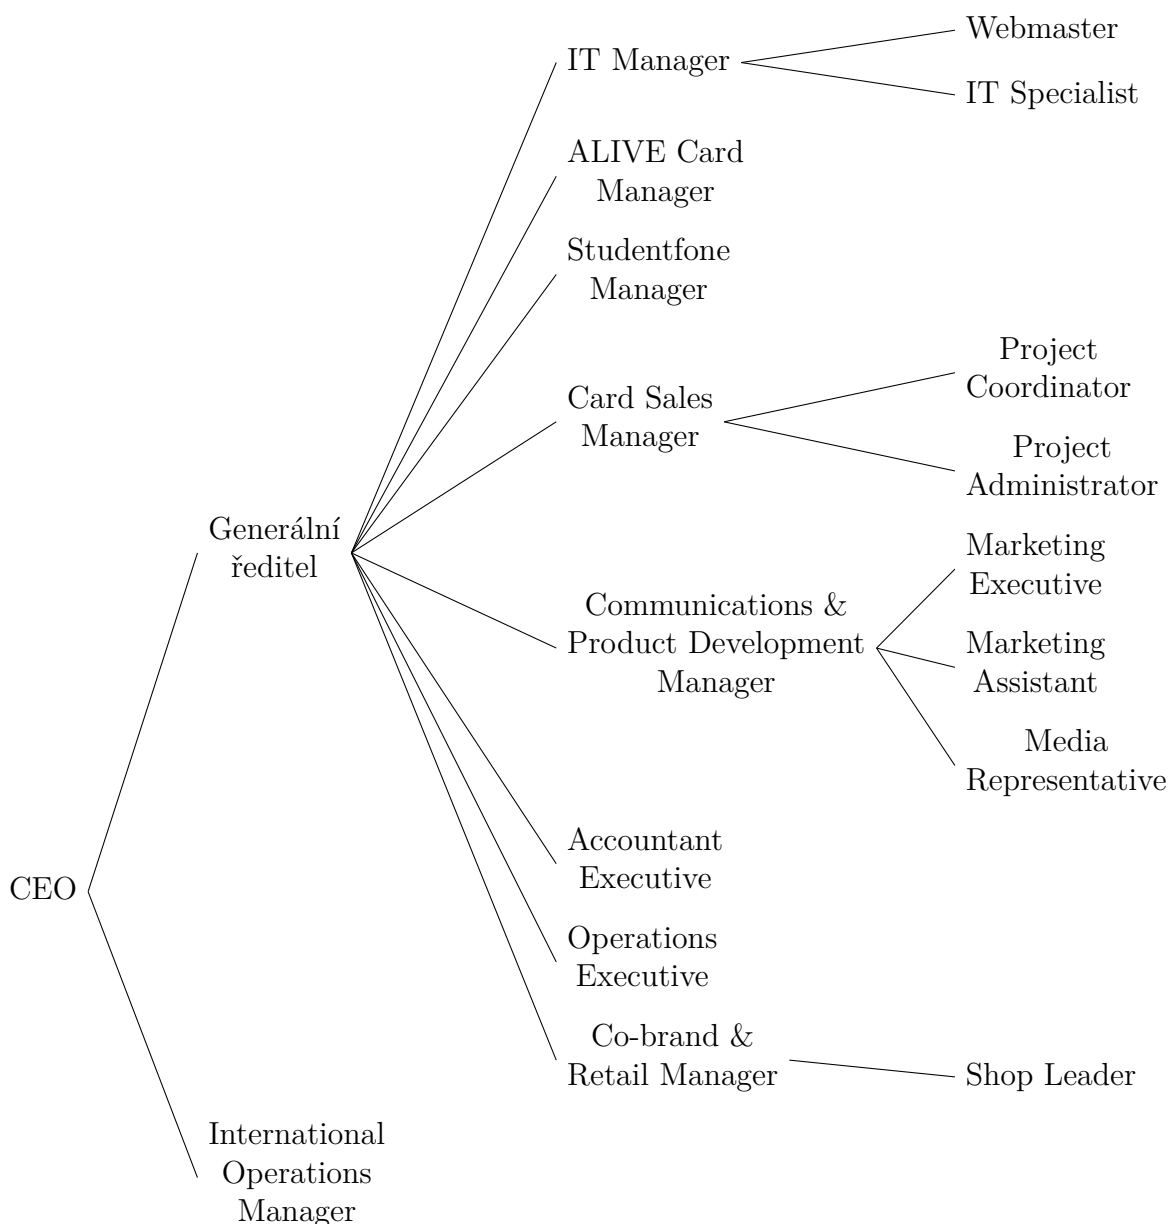 Webmaster
IT Manager
IT Specialist
ALIVE Card
Manager
Studentfone
Manager
Project
Coordinator
Card Sales
Manager
Project
Administrator
Generální
ředitel
Marketing
Executive
Communications &
Product Development
Manager
Marketing
Assistant
Media
Representative
Accountant
Executive
CEO
Operations
Executive
Co-brand &
Retail Manager
Shop Leader
International
Operations
Manager